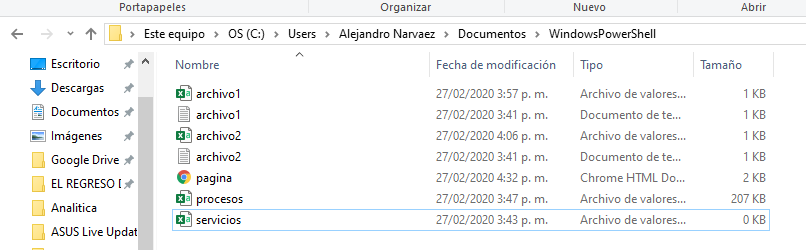 Portapapeles Organizar Nuevo Abrir
Este equipo > OS (C:) > Users > Alejandro Narvaez > Documentos > WindowsPowerShell
Escritorio
Descargas
Documentos
Imágenes
Google Drive
EL REGRESO D
Analitica
ASUS Live Updat
Nombre Fecha de modificación Tipo Tamaño
archivo1 27/02/2020 3:57 p. m. Archivo de valores... 1 KB
archivo1 27/02/2020 3:41 p. m. Documento de te... 1 KB
archivo2 27/02/2020 4:06 p. m. Archivo de valores... 1 KB
archivo2 27/02/2020 3:41 p. m. Documento de te... 1 KB
pagina 27/02/2020 4:32 p. m. Chrome HTML Do... 2 KB
procesos 27/02/2020 3:47 p. m. Archivo de valores... 207 KB
servicios 27/02/2020 3:43 p. m. Archivo de valores... 0 KB